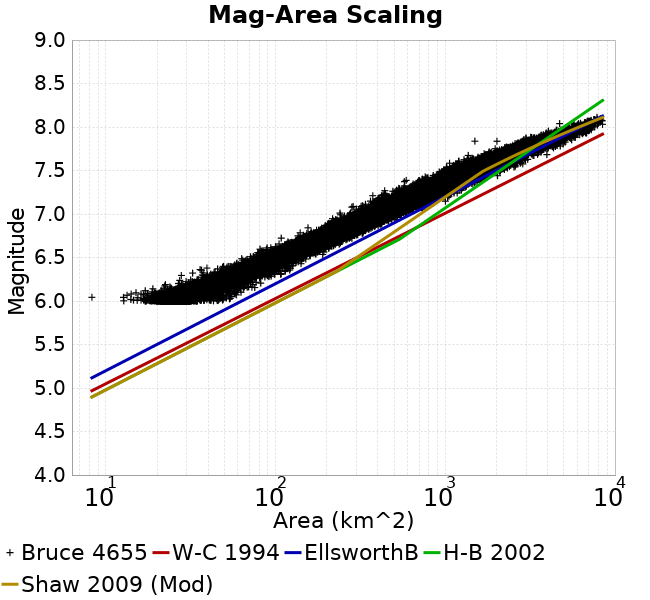 Mag-Area Scaling
9.0
8.5
8.0
7.5
7.0
6.5
6.0
5.5
5.0
4.5
4.0
Magnitude
10^1 10^2 10^3 10^4
Area (km^2)
+ Bruce 4655 W-C 1994 EllsworthB H-B 2002
Shaw 2009 (Mod)